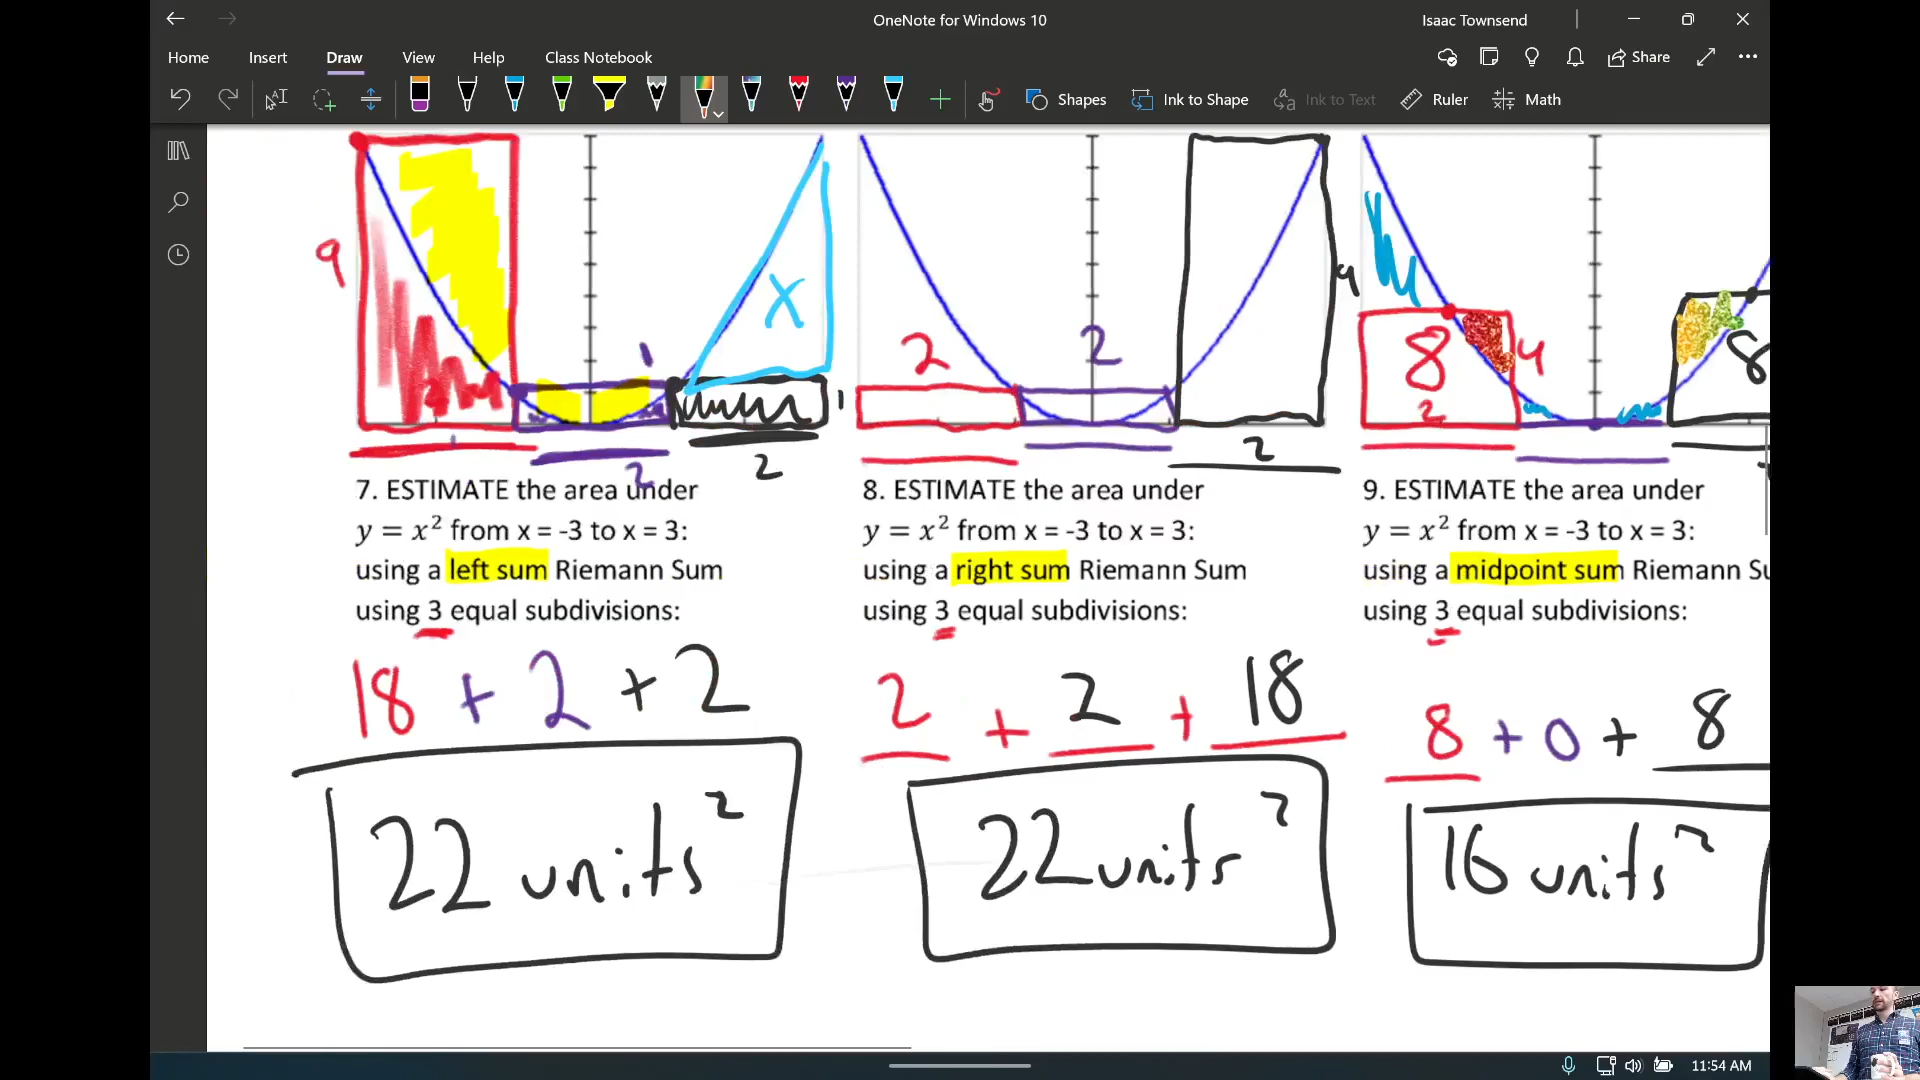 OneNote for Windows 10
Isaac Townsend
Home Insert Draw View Help Class Notebook
Share
Shapes Ink to Shape Ink to Text Ruler Math
9
1
2
X
1
2
2
2
9
2
8
2
4
8
7. ESTIMATE the area under
y = x² from x = -3 to x = 3:
using a left sum Riemann Sum
using 3 equal subdivisions:
18 + 2 + 2
22 units²
8. ESTIMATE the area under
y = x² from x = -3 to x = 3:
using a right sum Riemann Sum
using 3 equal subdivisions:
2 + 2 + 18
22 units²
9. ESTIMATE the area under
y = x² from x = -3 to x = 3:
using a midpoint sum Riemann Su
using 3 equal subdivisions:
8 + 0 + 8
16 units²
11:54 AM